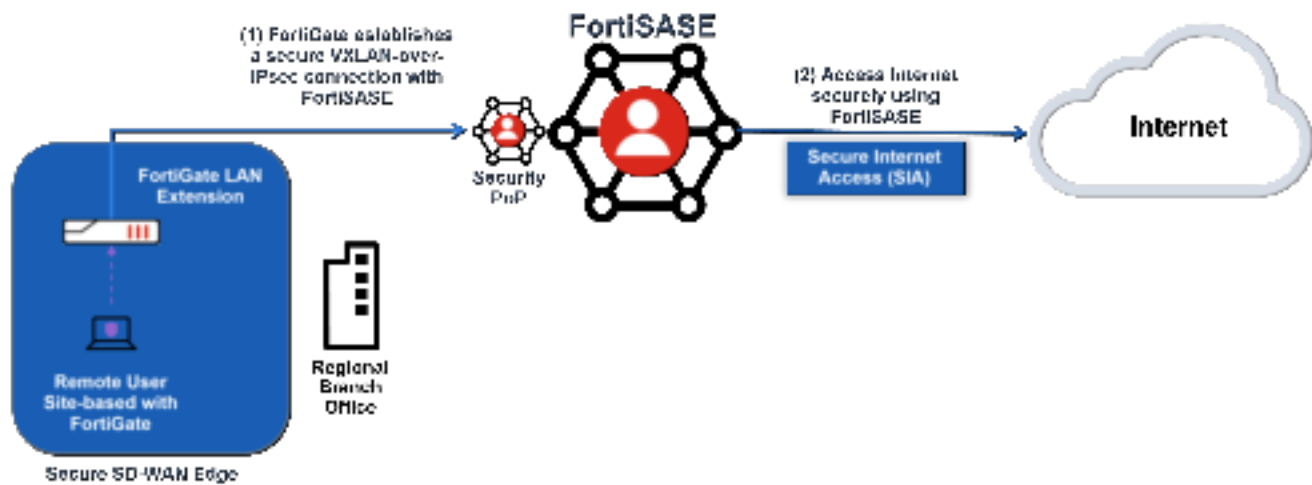 (1) FortiGate establishes
a secure VXLAN-over-
IPsec connection with
FortiSASE
FortiSASE
(2) Access Internet
securely using
FortiSASE
Internet
Secure Internet
Access (SIA)
Security
PoP
FortiGate LAN
Extension
Regional
Branch
Office
Remote User
Site-based with
FortiGate
Secure SD-WAN Edge